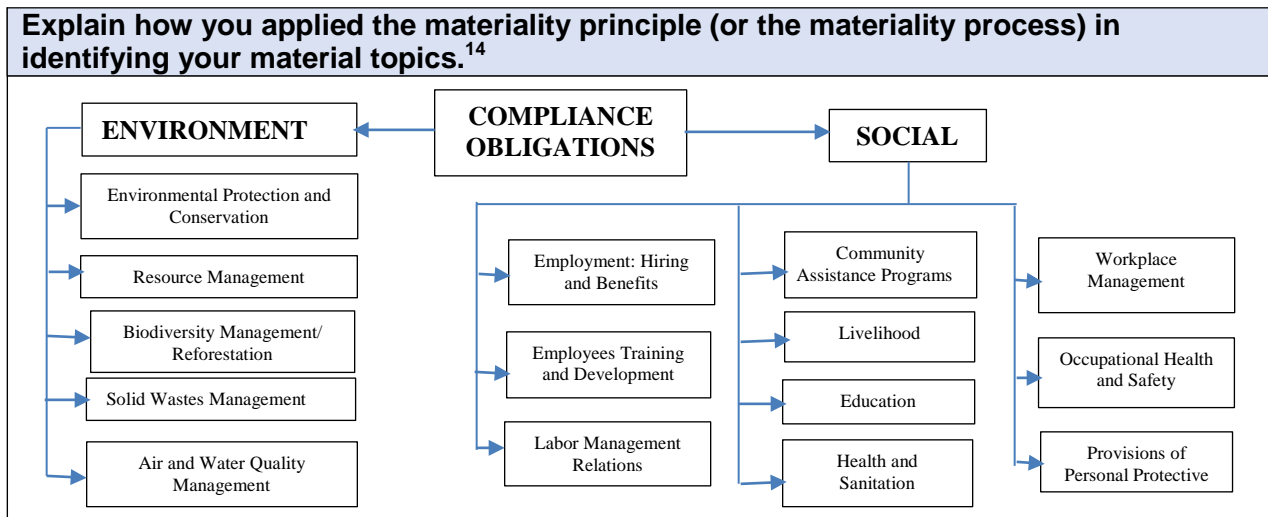 Explain how you applied the materiality principle (or the materiality process) in
identifying your material topics.14
COMPLIANCE
OBLIGATIONS
ENVIRONMENT
Environmental Protection and
Conservation
Resource Management
Biodiversity Management/
Reforestation
Solid Wastes Management
Air and Water Quality
Management
SOCIAL
Employment: Hiring
and Benefits
Employees Training
and Development
Labor Management
Relations
Community
Assistance Programs
Livelihood
Education
Health and
Sanitation
Workplace
Management
Occupational Health
and Safety
Provisions of
Personal Protective